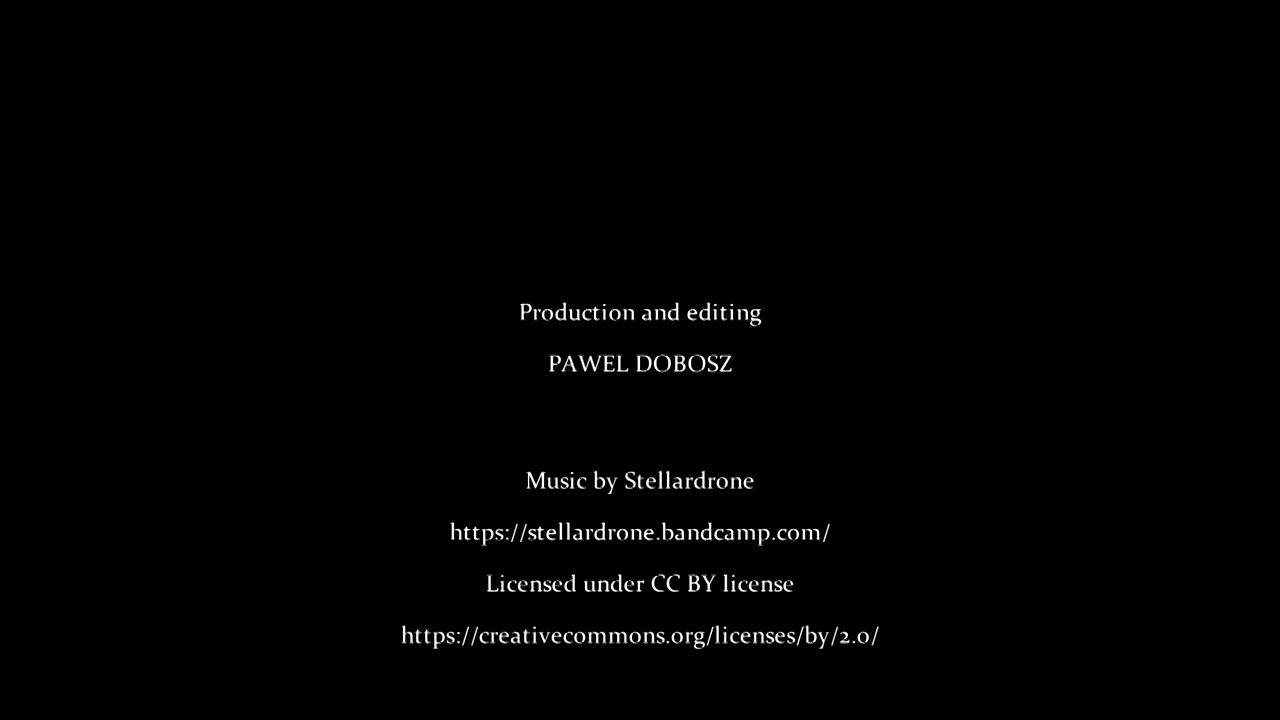 Production and editing
PAWEL DOBOSZ
Music by Stellardrone
https://stellardrone.bandcamp.com/
Licensed under CC BY license
https://creativecommons.org/licenses/by/2.0/